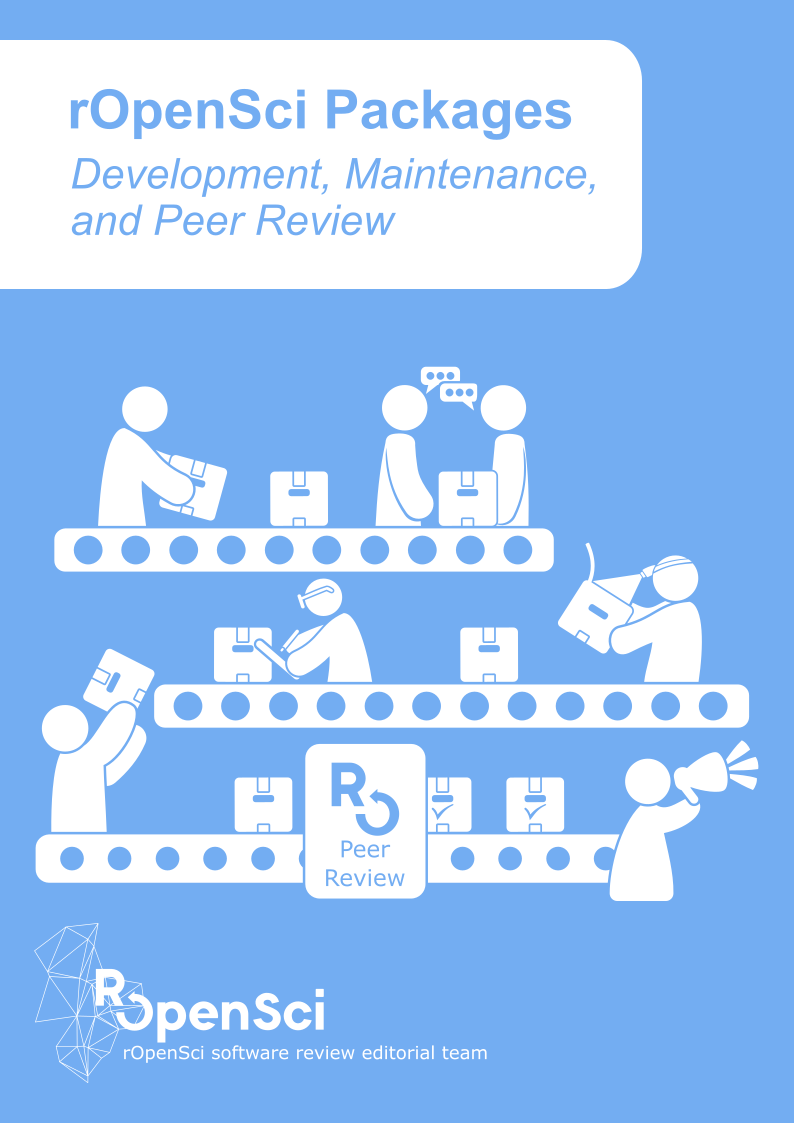 rOpenSci Packages
Development, Maintenance,
and Peer Review
R
Peer
Review
ROpenSci
rOpenSci software review editorial team